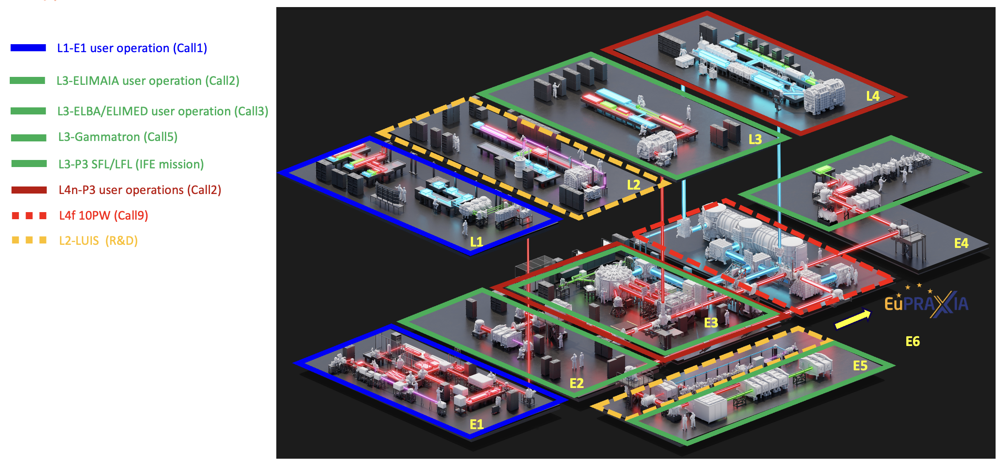 L1-E1 user operation (Call1)
L3-ELIMAIA user operation (Call2)
L3-ELBA/ELIMED user operation (Call3)
L3-Gammatron (Call5)
L3-P3 SFL/LFL (IFE mission)
L4n-P3 user operations (Call2)
L4f 10PW (Call9)
L2-LUIS (R&D)
L4
L3
L2
L1
E4
E3
EuPRAXIA
E6
E5
E2
E1